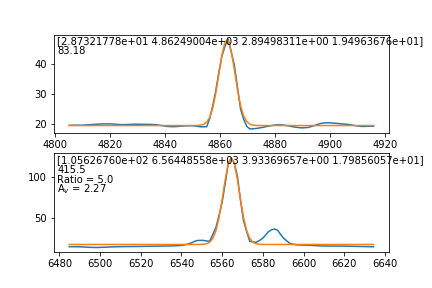 [2.87321778e+01 4.86249004e+03 2.89498311e+00 1.94963676e+01]
83.18
40
30
20
4800 4820 4840 4860 4880 4900 4920
[1.05626760e+02 6.56448558e+03 3.93369657e+00 1.79856057e+01]
415.5
Ratio = 5.0
Aᵥ = 2.27
100
50
6480 6500 6520 6540 6560 6580 6600 6620 6640